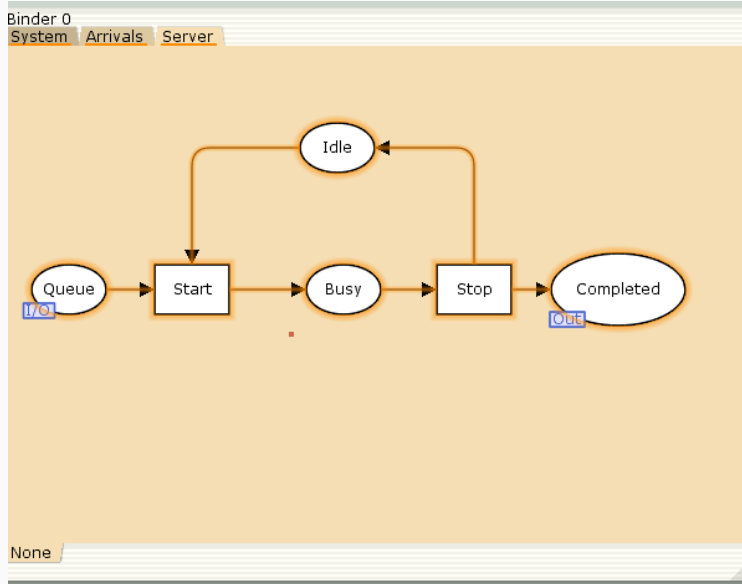 Binder 0
System Arrivals Server
Idle
Queue Start Busy Stop Completed
I/O Out
None